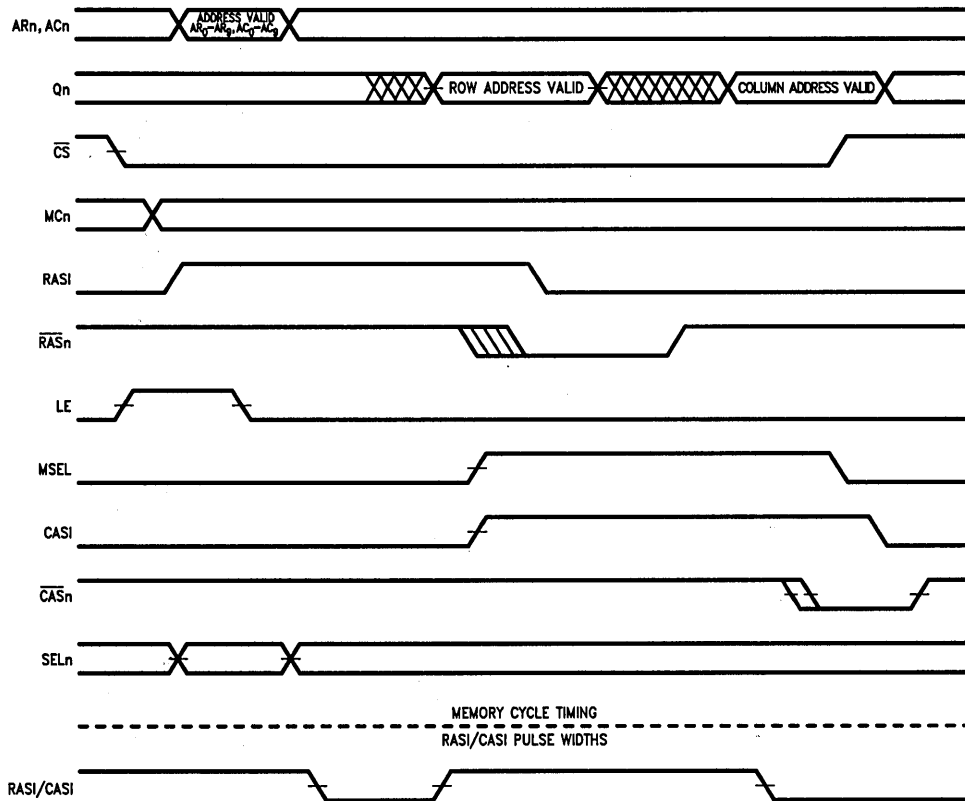 ARn, ACn
ADDRESS VALID
AR0–AR9, AC0–AC9
Qn
ROW ADDRESS VALID
COLUMN ADDRESS VALID
CS
MCn
RASI
RASn
LE
MSEL
CASI
CASn
SELn
MEMORY CYCLE TIMING
RASI/CASI PULSE WIDTHS
RASI/CASI